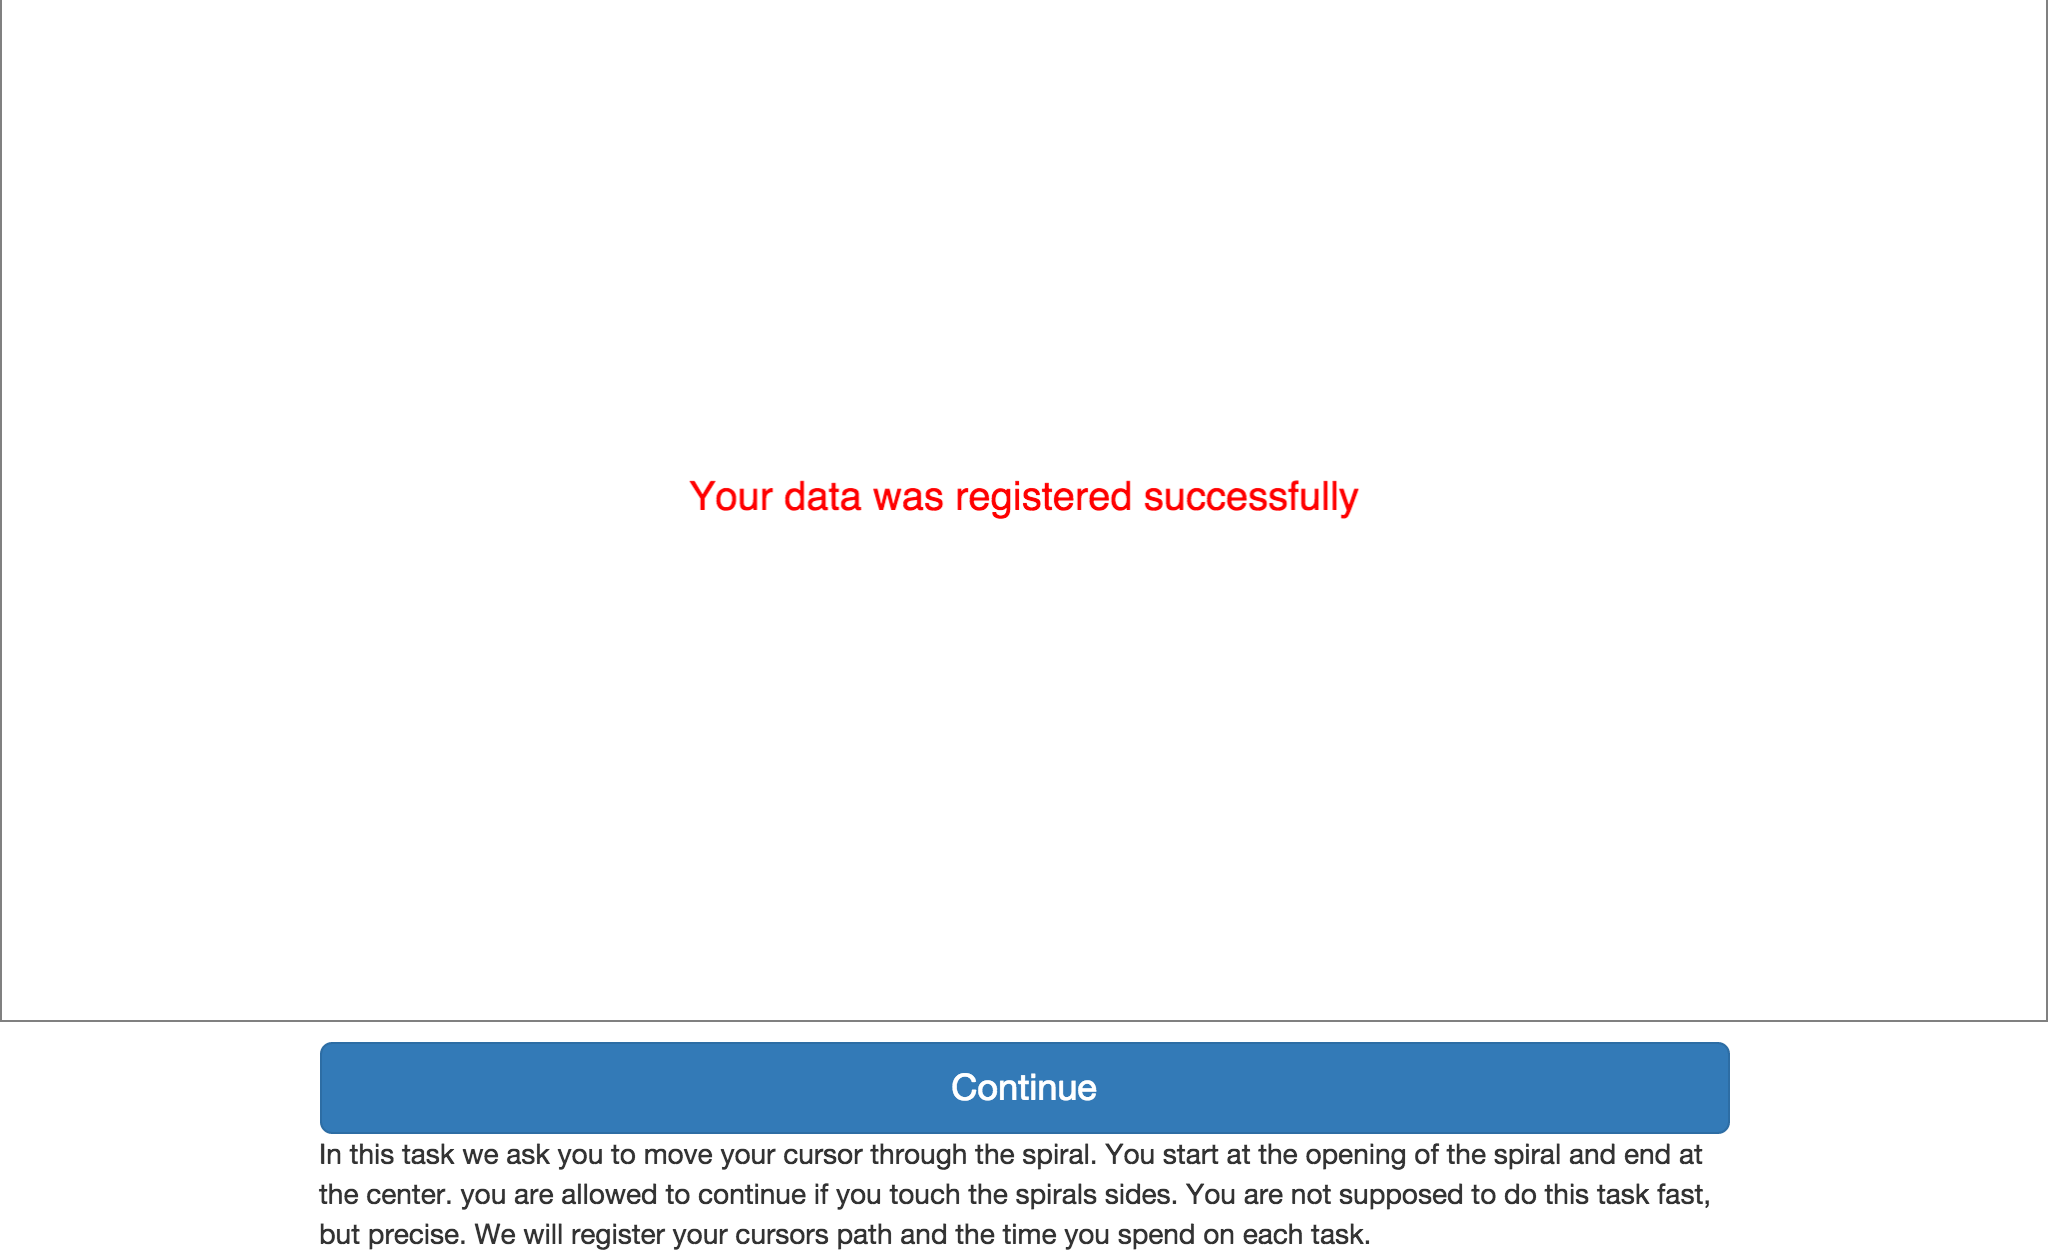 Your data was registered successfully
Continue
In this task we ask you to move your cursor through the spiral. You start at the opening of the spiral and end at
the center. you are allowed to continue if you touch the spirals sides. You are not supposed to do this task fast,
but precise. We will register your cursors path and the time you spend on each task.